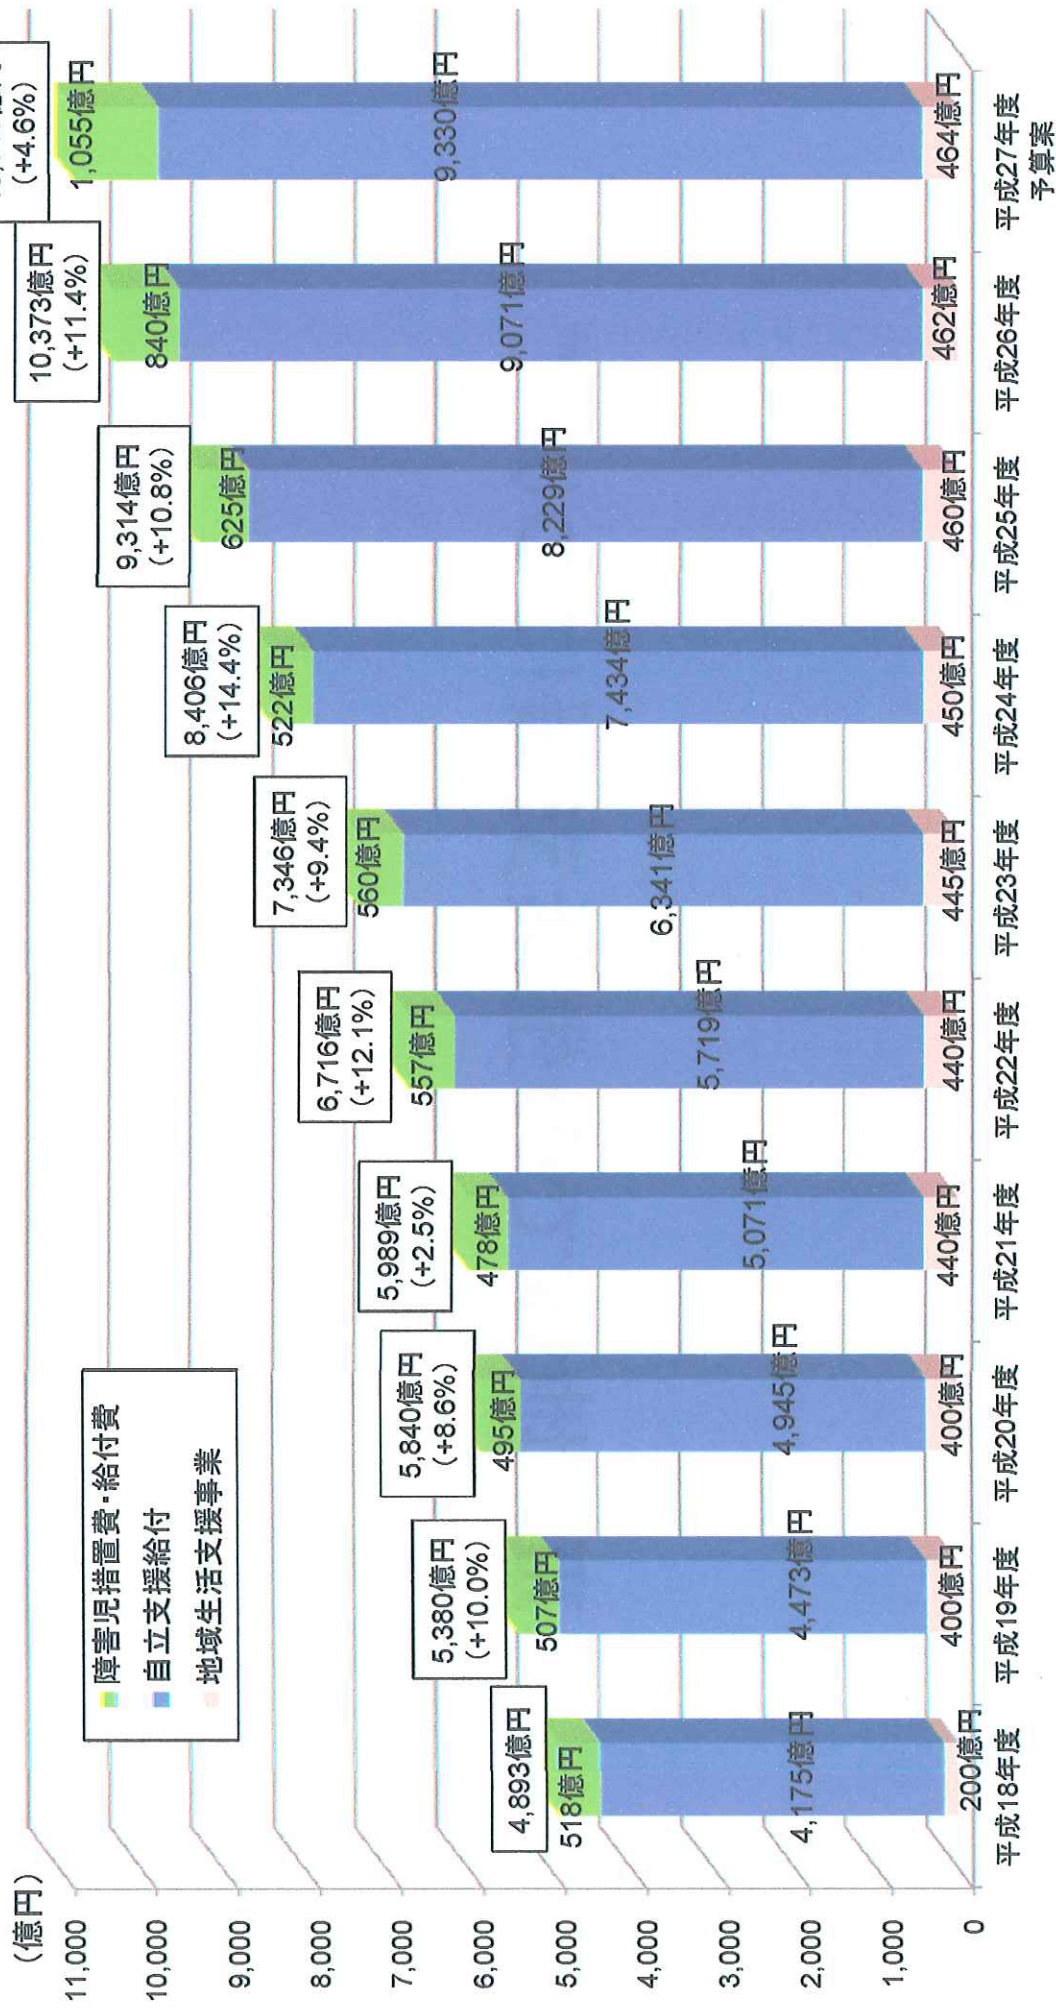 (億円)
11,000
10,000
9,000
8,000
7,000
6,000
5,000
4,000
3,000
2,000
1,000
0
障害児措置費・給付費
自立支援給付
地域生活支援事業
4,893億円
518億円
4,175億円
200億円
平成18年度
5,380億円
(+10.0%)
507億円
4,473億円
400億円
平成19年度
5,840億円
(+8.6%)
495億円
4,945億円
400億円
平成20年度
5,989億円
(+2.5%)
478億円
5,071億円
440億円
平成21年度
6,716億円
(+12.1%)
557億円
5,719億円
440億円
平成22年度
7,346億円
(+9.4%)
560億円
6,341億円
445億円
平成23年度
8,406億円
(+14.4%)
522億円
7,434億円
450億円
平成24年度
9,314億円
(+10.8%)
625億円
8,229億円
460億円
平成25年度
10,373億円
(+11.4%)
840億円
9,071億円
462億円
平成26年度
(+4.6%)
1,055億円
9,330億円
464億円
平成27年度
予算案